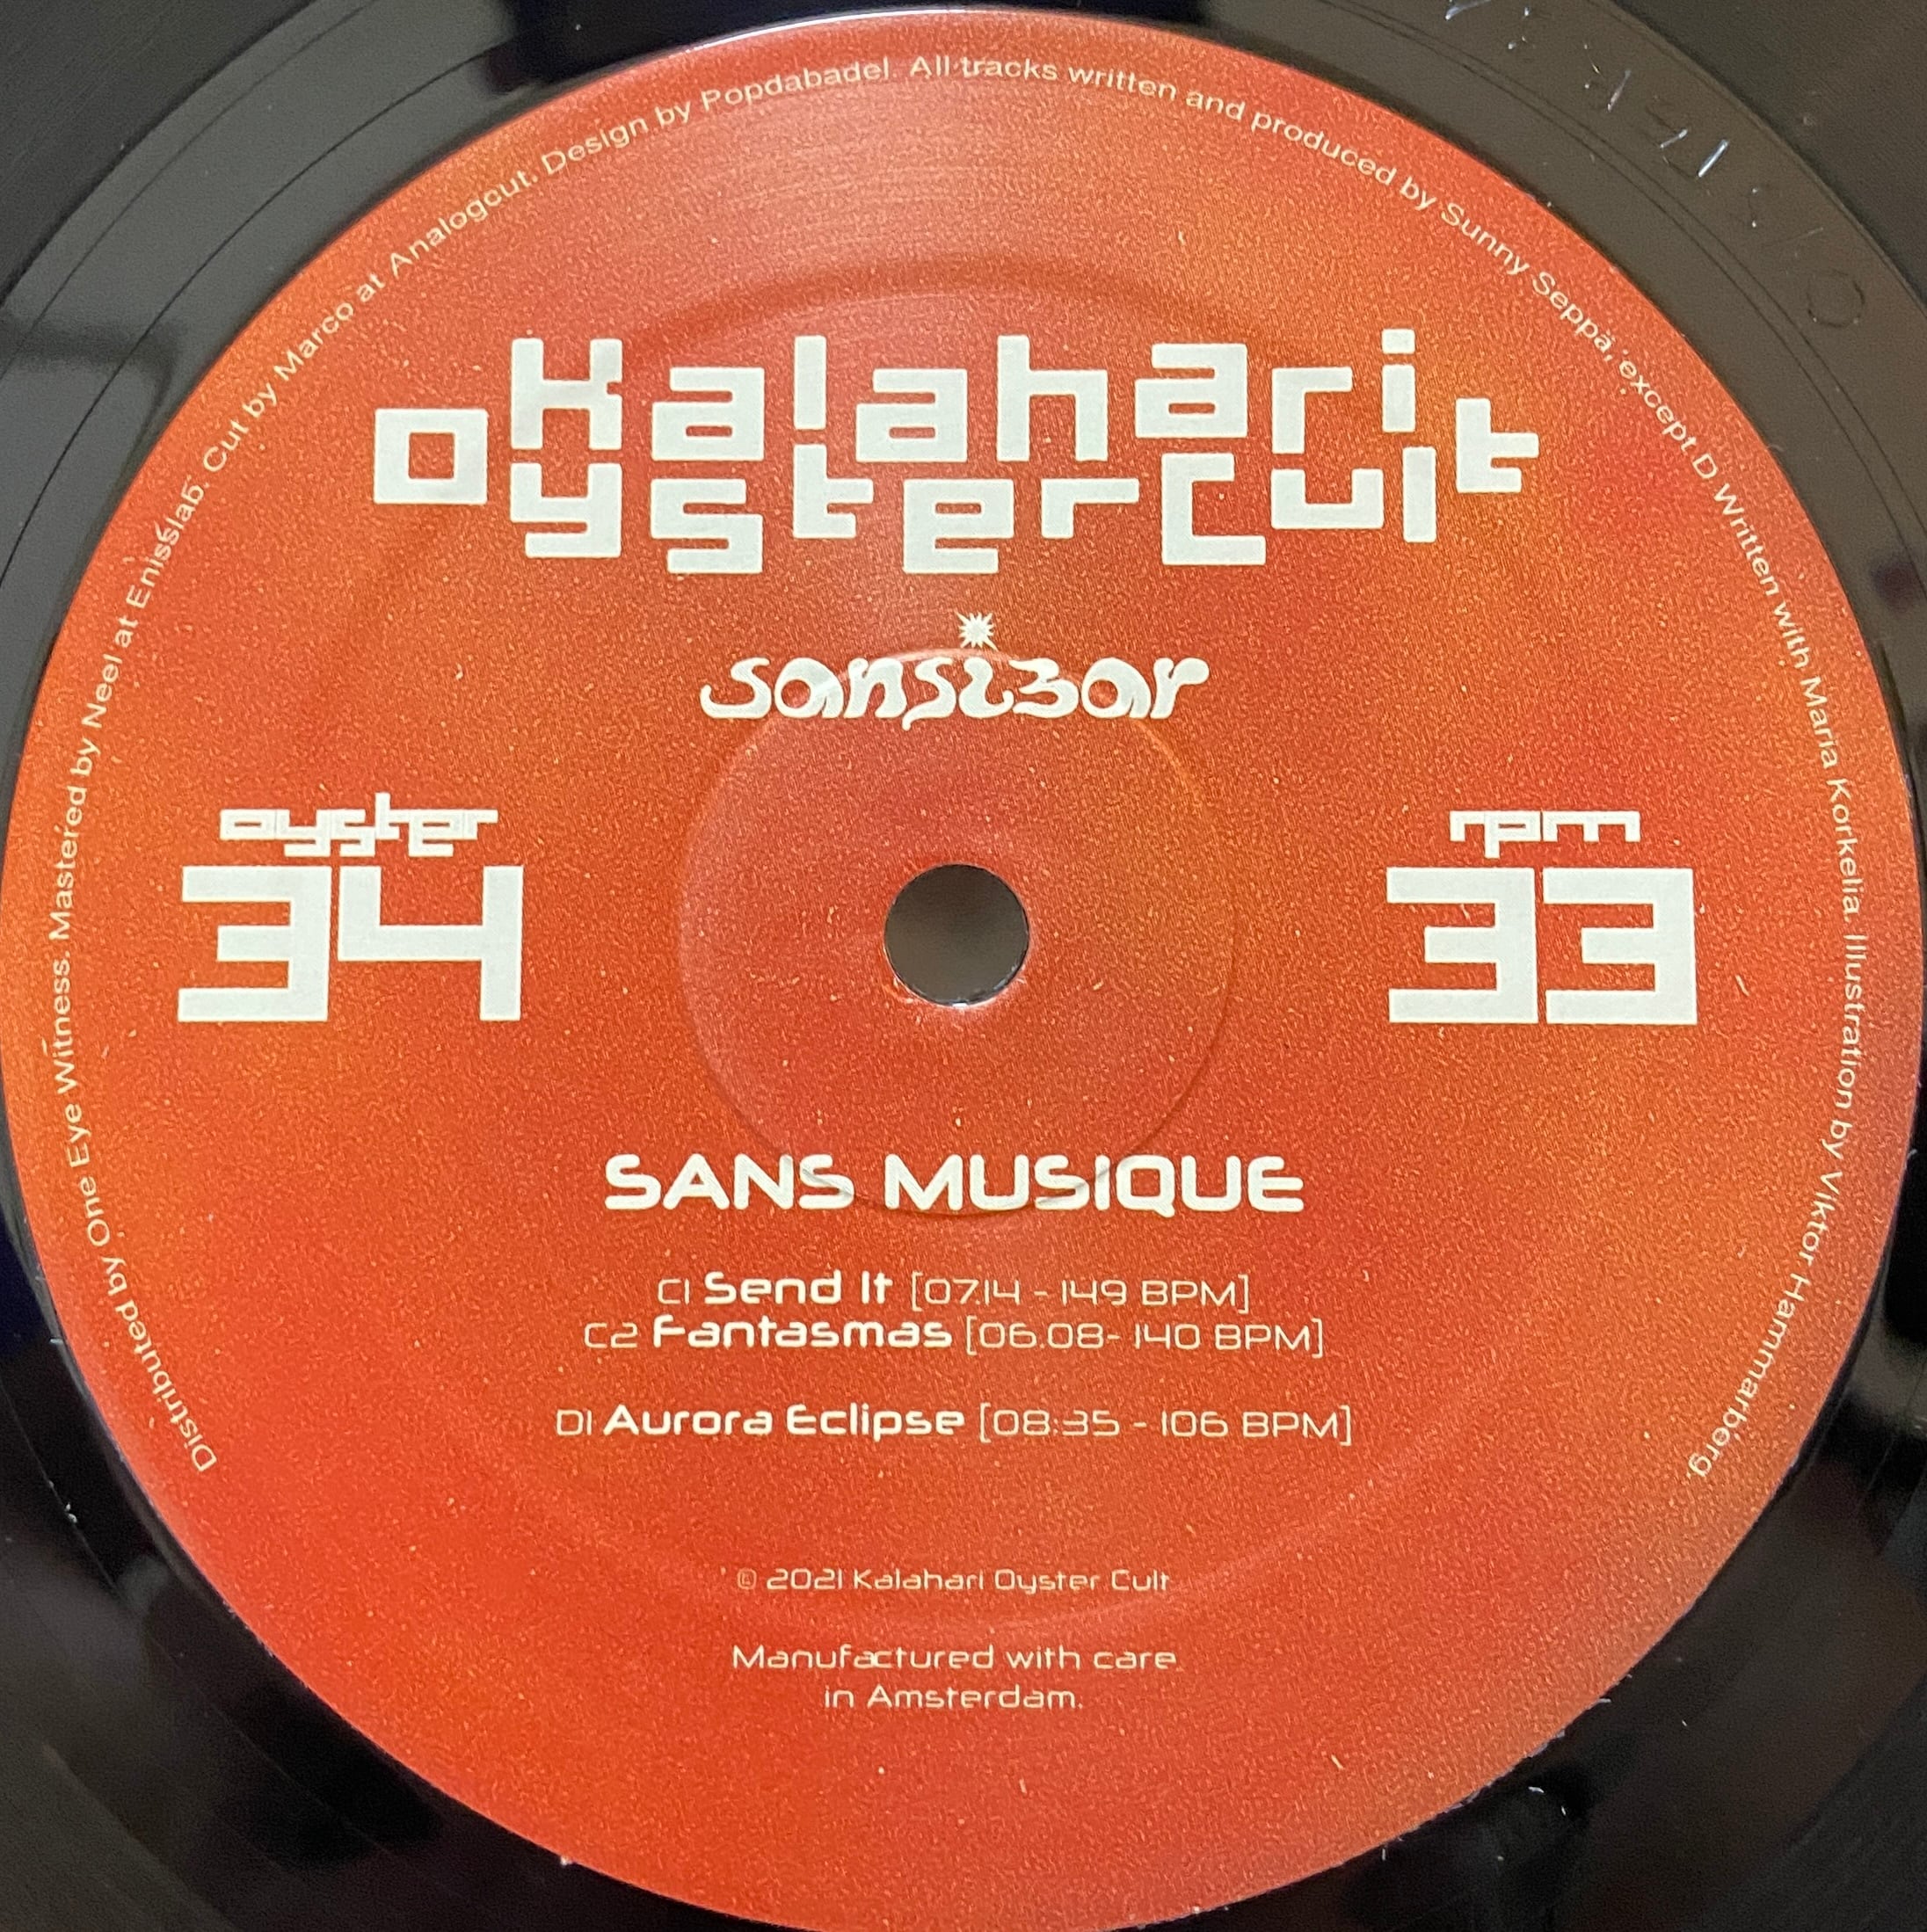 Distributed by One Eye Witness. Mastered by Neel at Enisslab. Cut by Marco at Analogcut. Design by Popdabadel. All tracks written and produced by Sunny Seppä, except D Written with Maria Korkelia. Illustration by Viktor Hammarberg.
Kalahari
oysterCult
sansizar
oyster
34
rpm
33
SANS MUSIQUE
C1 Send It [07.14 - 149 BPM]
C2 Fantasmas [06.08- 140 BPM]
D1 Aurora Eclipse [08:35 - 106 BPM]
© 2021 Kalahari Oyster Cult
Manufactured with care
in Amsterdam.